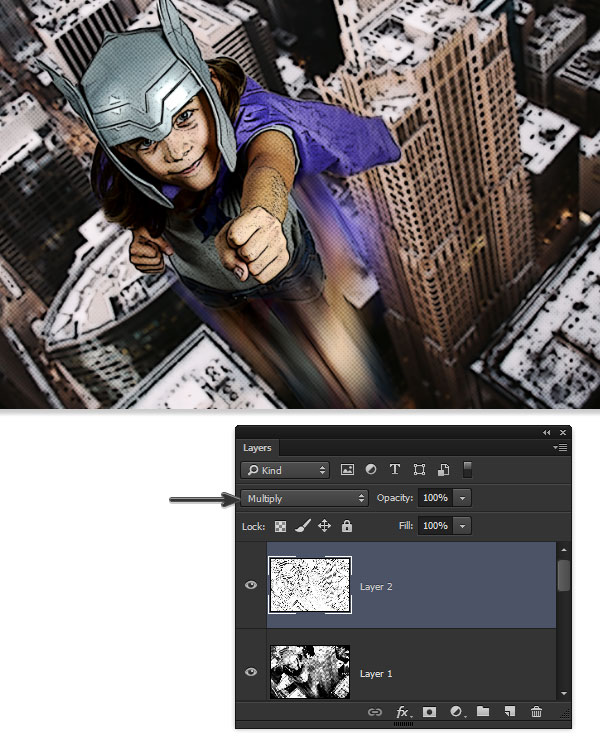 Layers
Kind
T
Multiply Opacity: 100%
Lock: Fill: 100%
Layer 2
Layer 1
fx